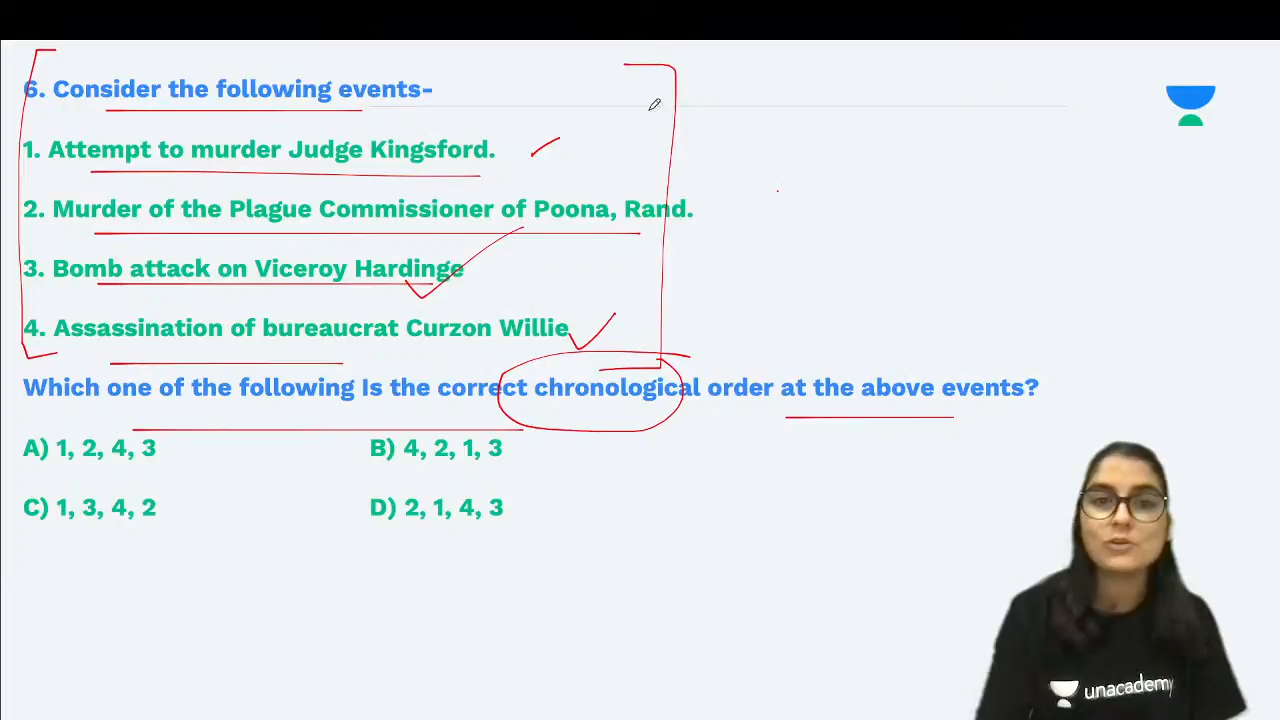 6. Consider the following events-
1. Attempt to murder Judge Kingsford.
2. Murder of the Plague Commissioner of Poona, Rand.
3. Bomb attack on Viceroy Hardinge
4. Assassination of bureaucrat Curzon Willie
Which one of the following Is the correct chronological order at the above events?
A) 1, 2, 4, 3
B) 4, 2, 1, 3
C) 1, 3, 4, 2
D) 2, 1, 4, 3
unacademy